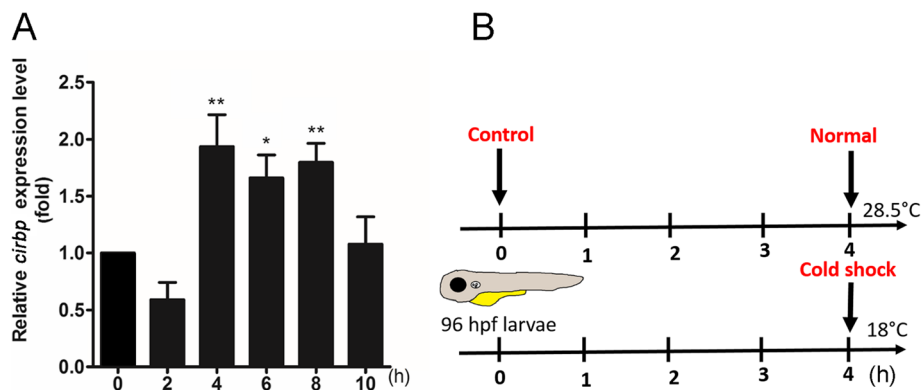 A
B
Relative cirbp expression level
(fold)
2.5
2.0
1.5
1.0
0.5
0.0
** * **
0 2 4 6 8 10 (h)
Control Normal
28.5°C
0 1 2 3 4
Cold shock
96 hpf larvae
18°C
0 1 2 3 4 (h)